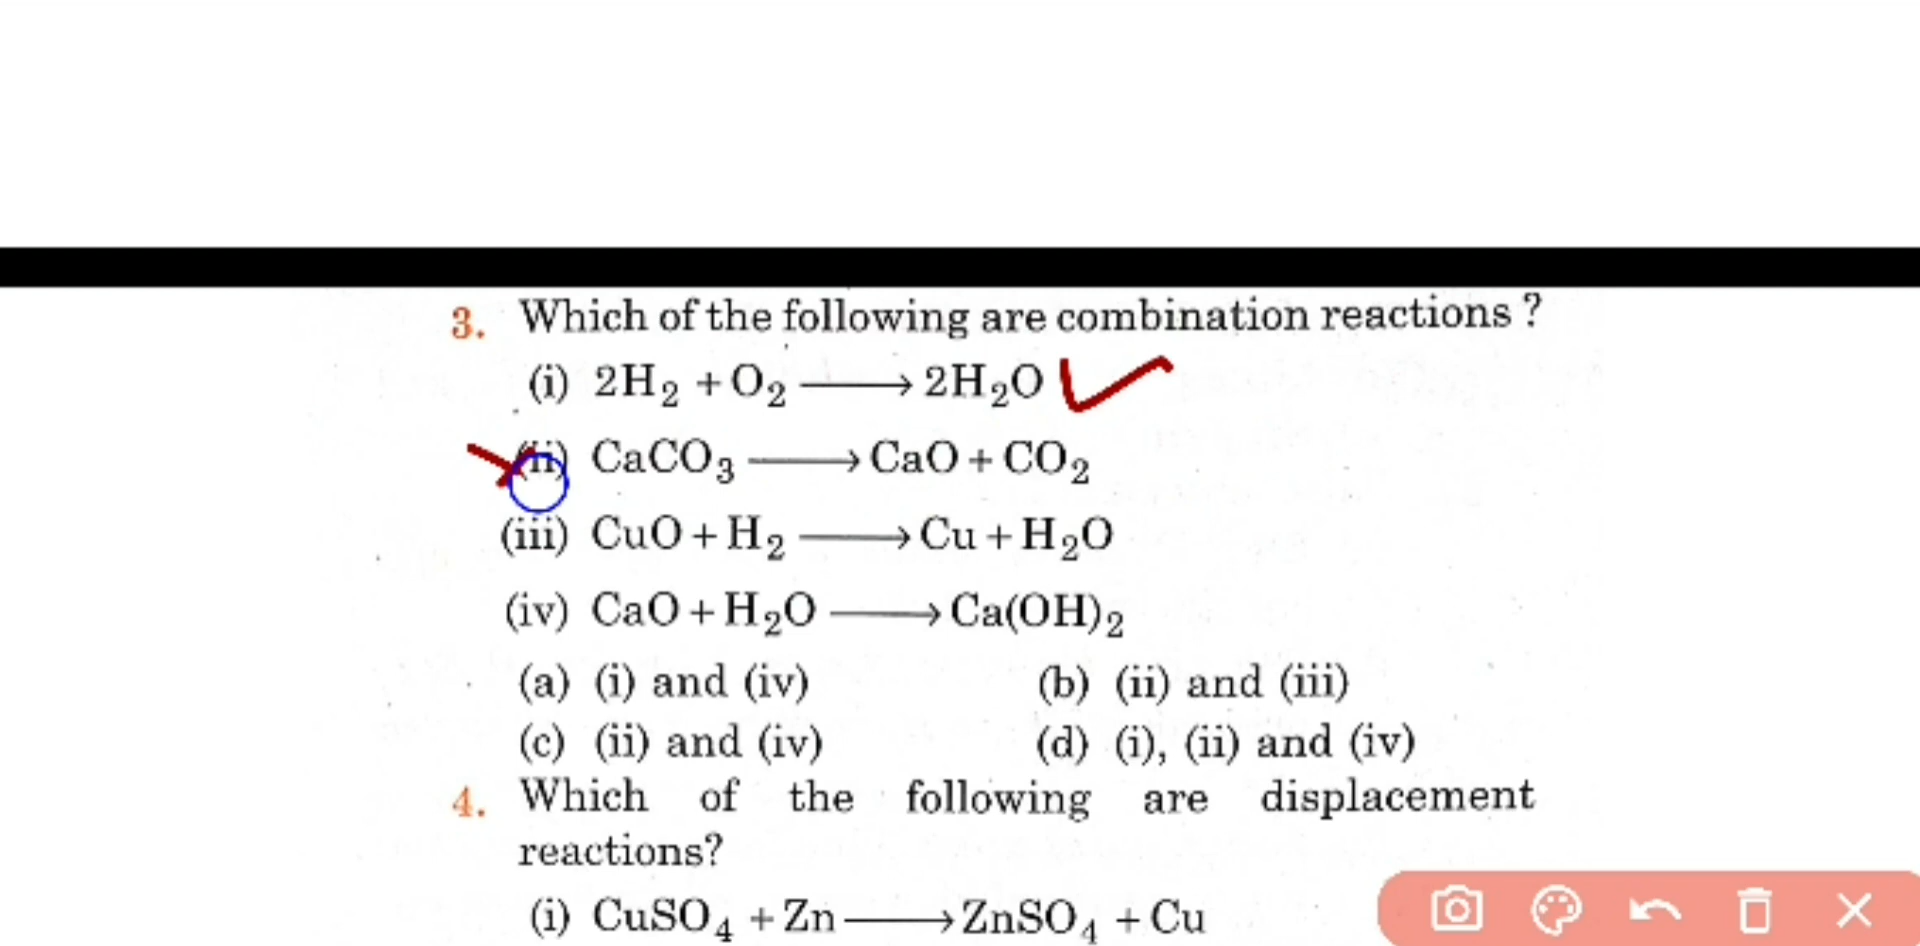 3. Which of the following are combination reactions ?
(i) 2H₂ + O₂ ⟶ 2H₂O
(ii) CaCO₃ ⟶ CaO + CO₂
(iii) CuO + H₂ ⟶ Cu + H₂O
(iv) CaO + H₂O ⟶ Ca(OH)₂
(a) (i) and (iv) (b) (ii) and (iii)
(c) (ii) and (iv) (d) (i), (ii) and (iv)
4. Which of the following are displacement
reactions?
(i) CuSO₄ + Zn ⟶ ZnSO₄ + Cu